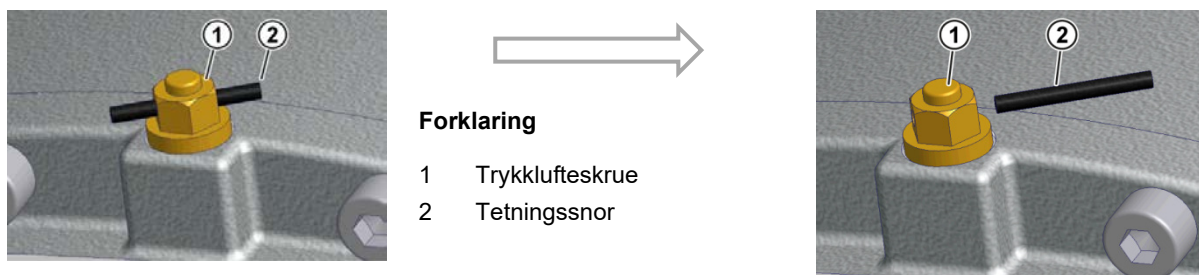 1 2
1 2
Forklaring
1 Trykklufteskrue
2 Tetningssnor